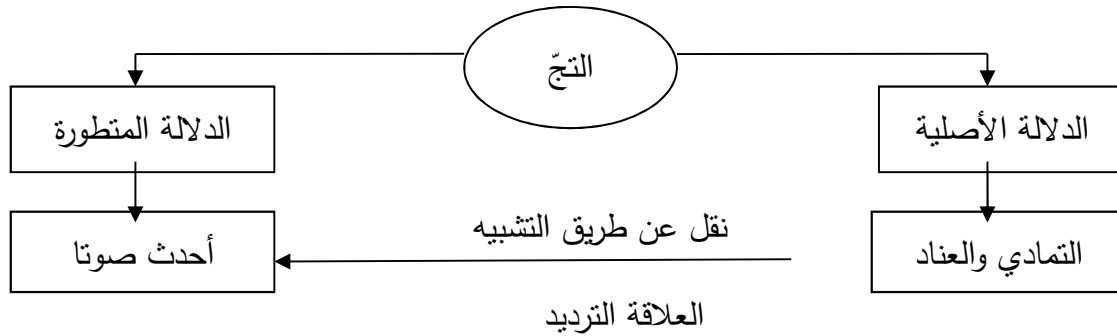 التجّ
الدلالة الأصلية
الدلالة المتطورة
التمادي والعناد
نقل عن طريق التشبيه
أحدث صوتا
العلاقة الترديد